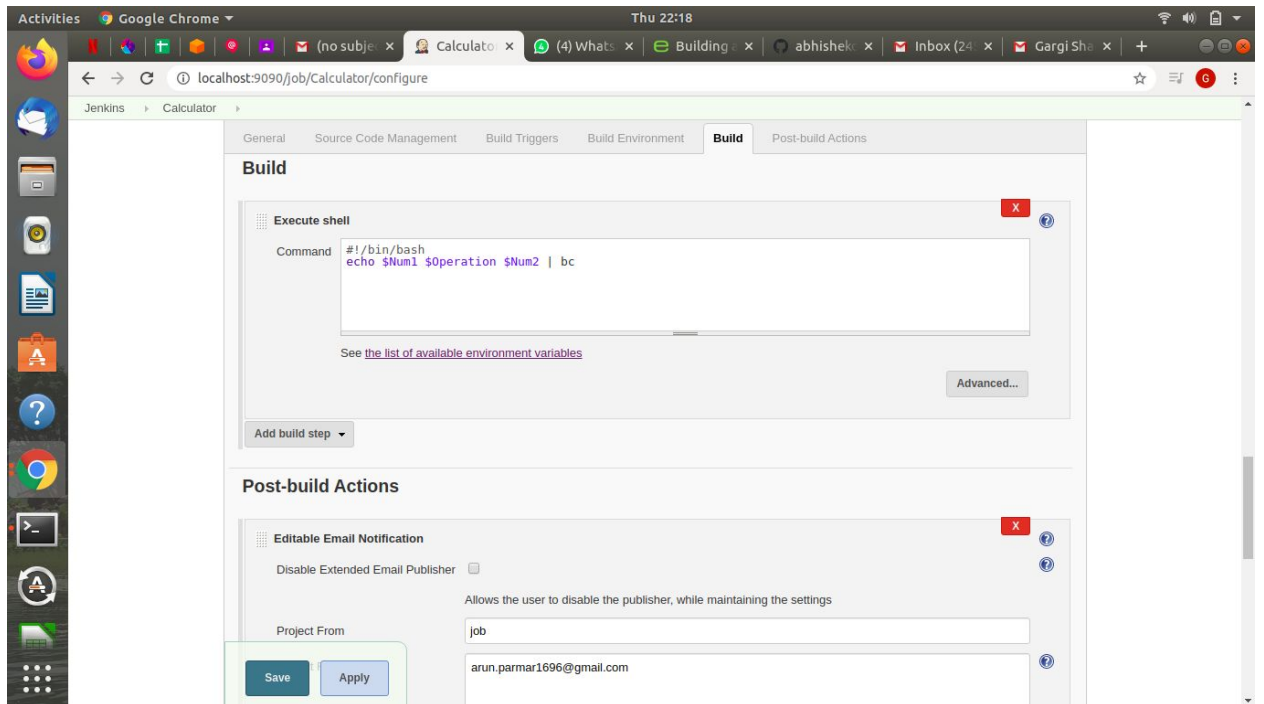 Activities Google Chrome Thu 22:18
(no subje Calculator (4) Whats Building a abhishekc Inbox (24 Gargi Sha
localhost:9090/job/Calculator/configure G
Jenkins Calculator
General Source Code Management Build Triggers Build Environment Build Post-build Actions
Build
X
Execute shell
Command #!/bin/bash
echo $Num1 $Operation $Num2 | bc
See the list of available environment variables
Advanced...
Add build step
Post-build Actions
X
Editable Email Notification
Disable Extended Email Publisher
Allows the user to disable the publisher, while maintaining the settings
Project From job
Save Apply arun.parmar1696@gmail.com